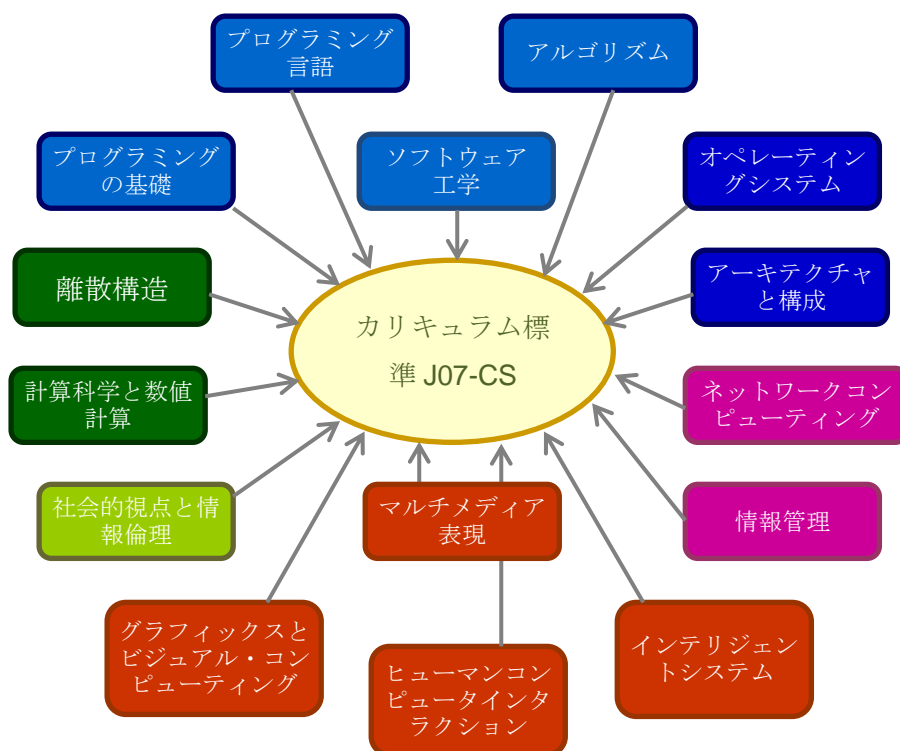 プログラミング
言語
アルゴリズム
プログラミング
の基礎
ソフトウェア
工学
オペレーティン
グシステム
離散構造
アーキテクチャ
と構成
カリキュラム標
準 J07-CS
計算科学と数値
計算
ネットワークコン
ピューティング
社会的視点と情
報倫理
マルチメディア
表現
情報管理
グラフィックスと
ビジュアル・コン
ピューティング
ヒューマンコン
ピュータインタ
ラクション
インテリジェン
トシステム